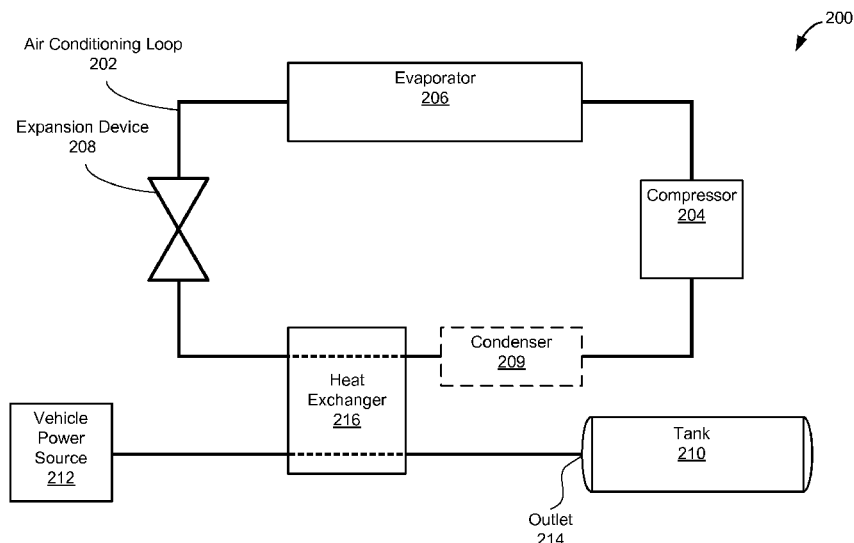 200
Air Conditioning Loop
202
Evaporator
206
Expansion Device
208
Compressor
204
Condenser
209
Heat
Exchanger
216
Vehicle
Power
Source
212
Tank
210
Outlet
214